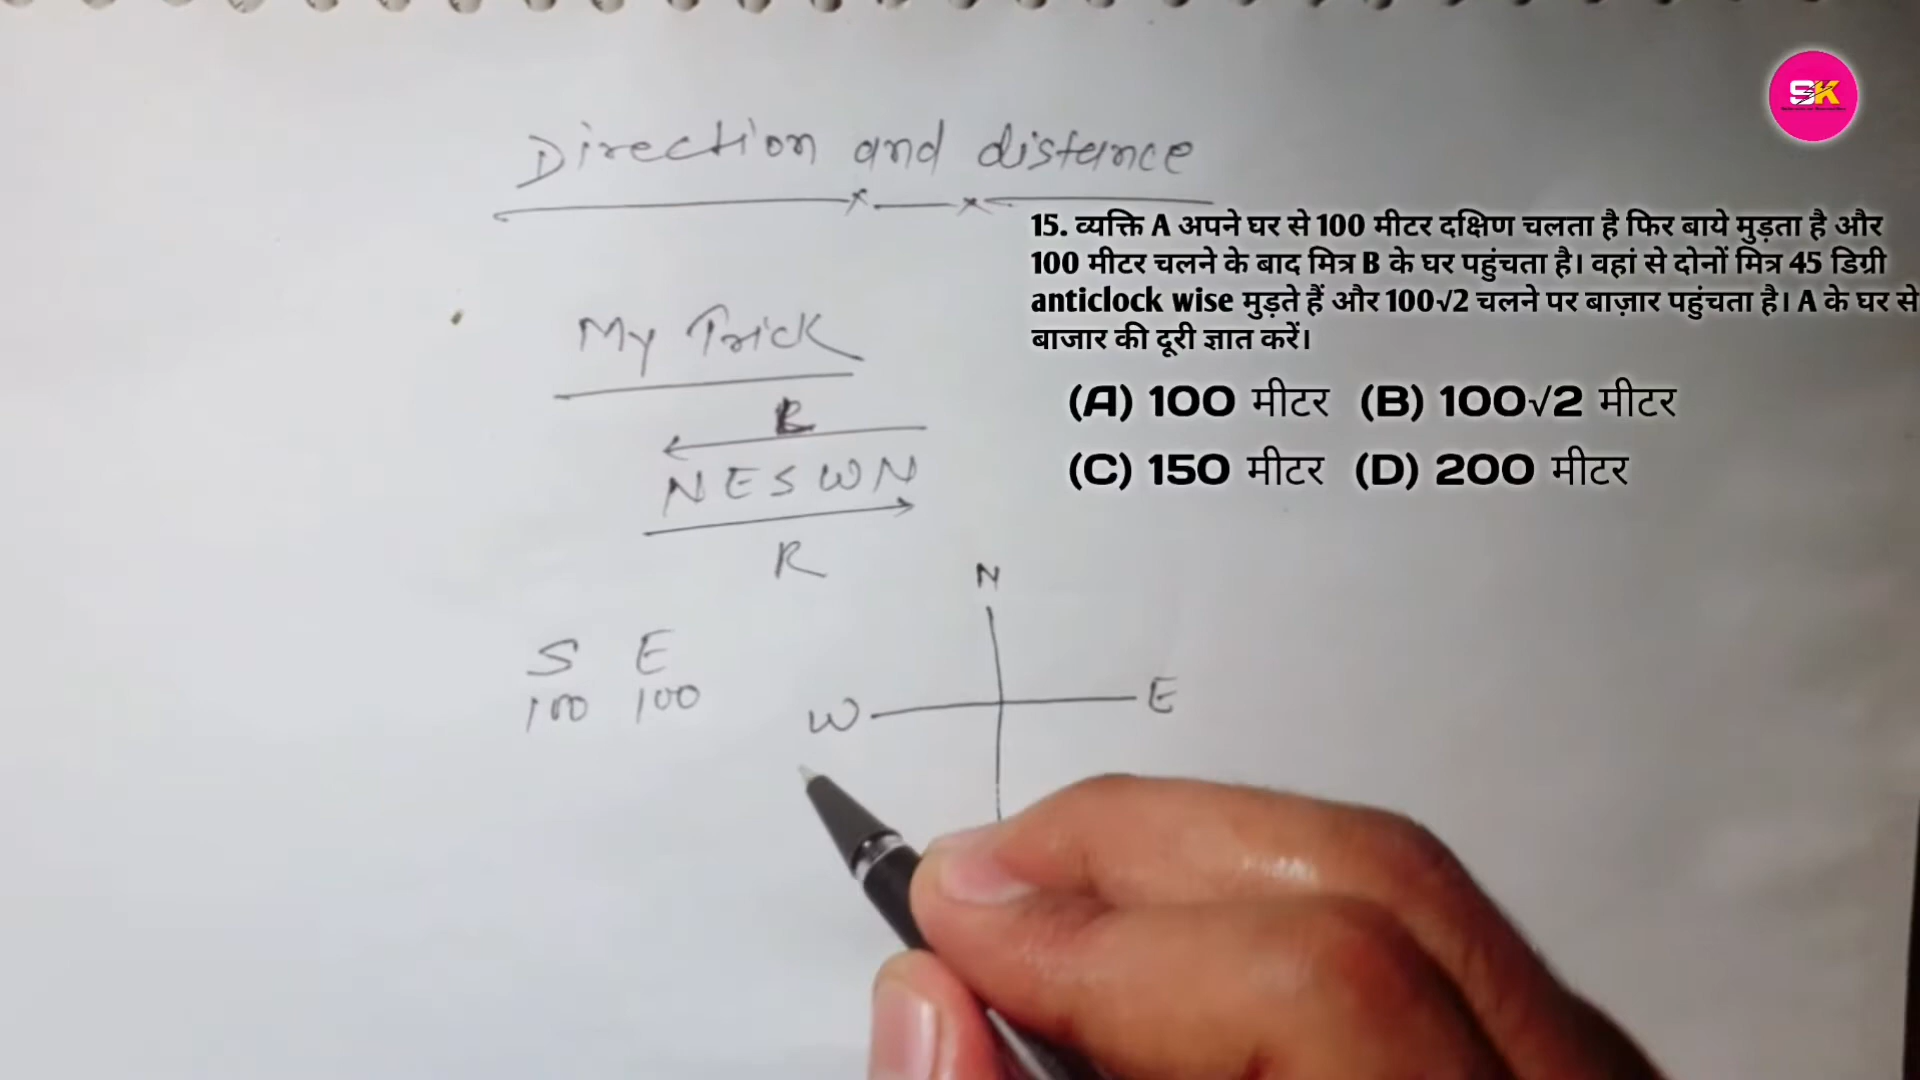 SK
Direction and distance
15. व्यक्ति A अपने घर से 100 मीटर दक्षिण चलता है फिर बाये मुड़ता है और
100 मीटर चलने के बाद मित्र B के घर पहुंचता है। वहां से दोनों मित्र 45 डिग्री
anticlock wise मुड़ते हैं और 100√2 चलने पर बाज़ार पहुंचता है। A के घर से
बाजार की दूरी ज्ञात करें।
(A) 100 मीटर (B) 100√2 मीटर
(C) 150 मीटर (D) 200 मीटर
My Trick
L
N E S W N
R
N
S E
100 100
W E